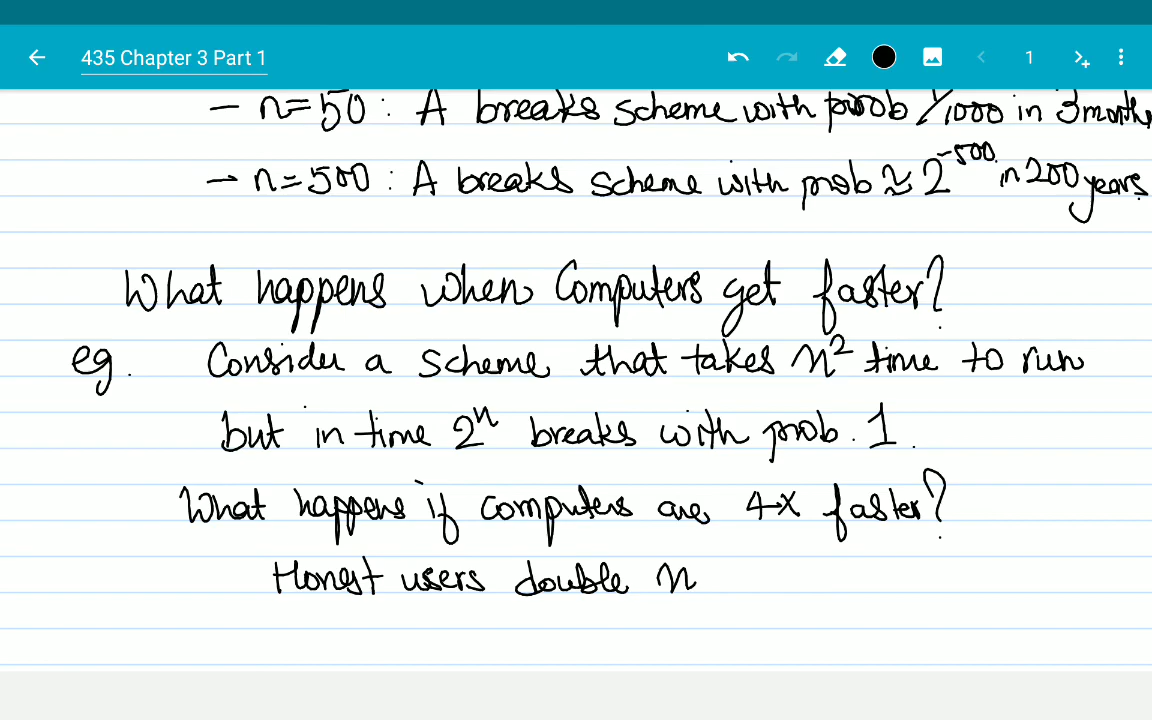 435 Chapter 3 Part 1
1
- n=50 : A breaks scheme with prob 1/1000 in 3 months
- n=500 : A breaks scheme with prob ≈ 2^-500 in 200 years.
What happens when Computers get faster?
eg. Consider a scheme that takes n² time to run
but in time 2^n breaks with prob. 1.
What happens if computers are 4x faster?
Honest users double n